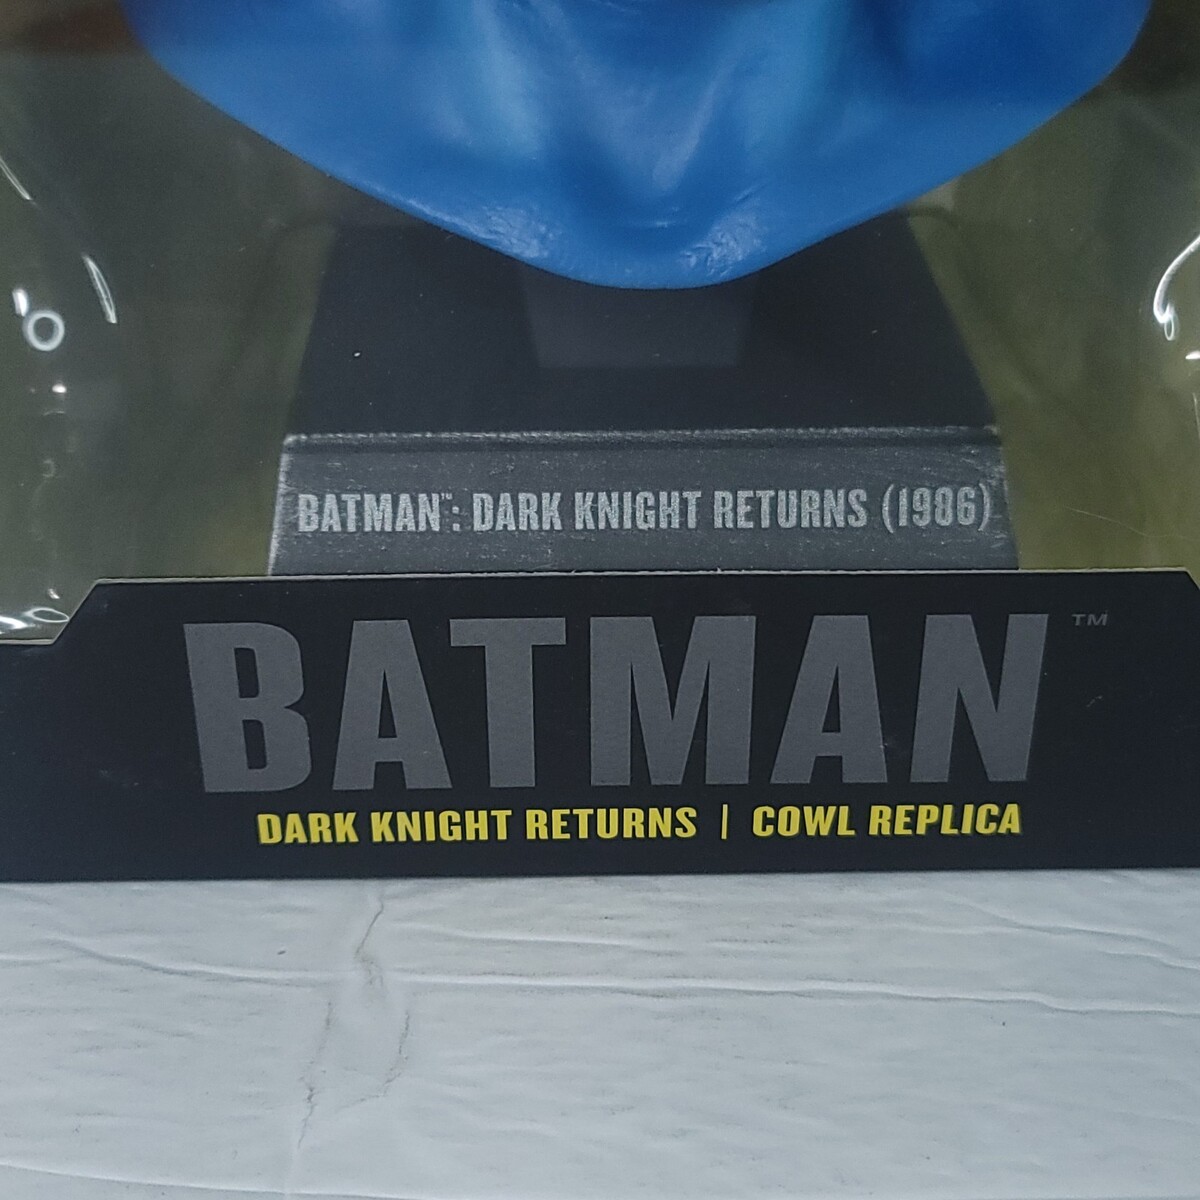 BATMAN™: DARK KNIGHT RETURNS (1986)
BATMAN™
DARK KNIGHT RETURNS | COWL REPLICA